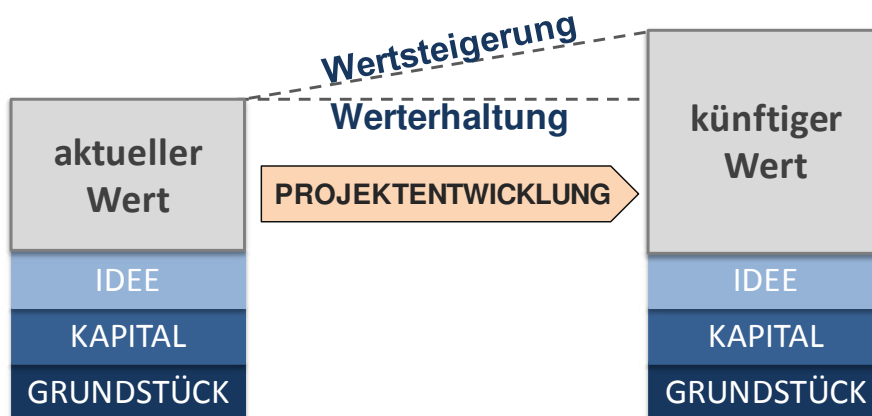 Wertsteigerung
Werterhaltung
aktueller
Wert
PROJEKTENTWICKLUNG
künftiger
Wert
IDEE
KAPITAL
GRUNDSTÜCK
IDEE
KAPITAL
GRUNDSTÜCK